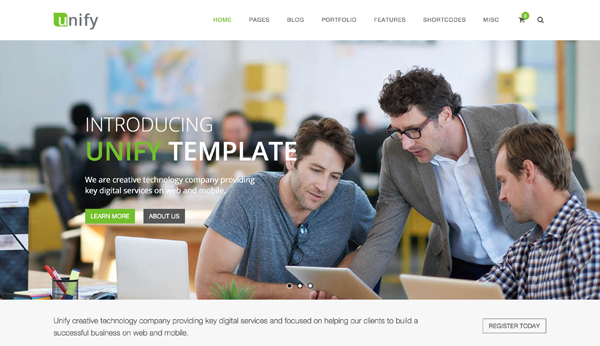 unify
HOME PAGES BLOG PORTFOLIO FEATURES SHORTCODES MISC 0
INTRODUCING
UNIFY TEMPLATE
We are creative technology company providing
key digital services on web and mobile.
LEARN MORE ABOUT US
Unify creative technology company providing key digital services and focused on helping our clients to build a
successful business on web and mobile.
REGISTER TODAY